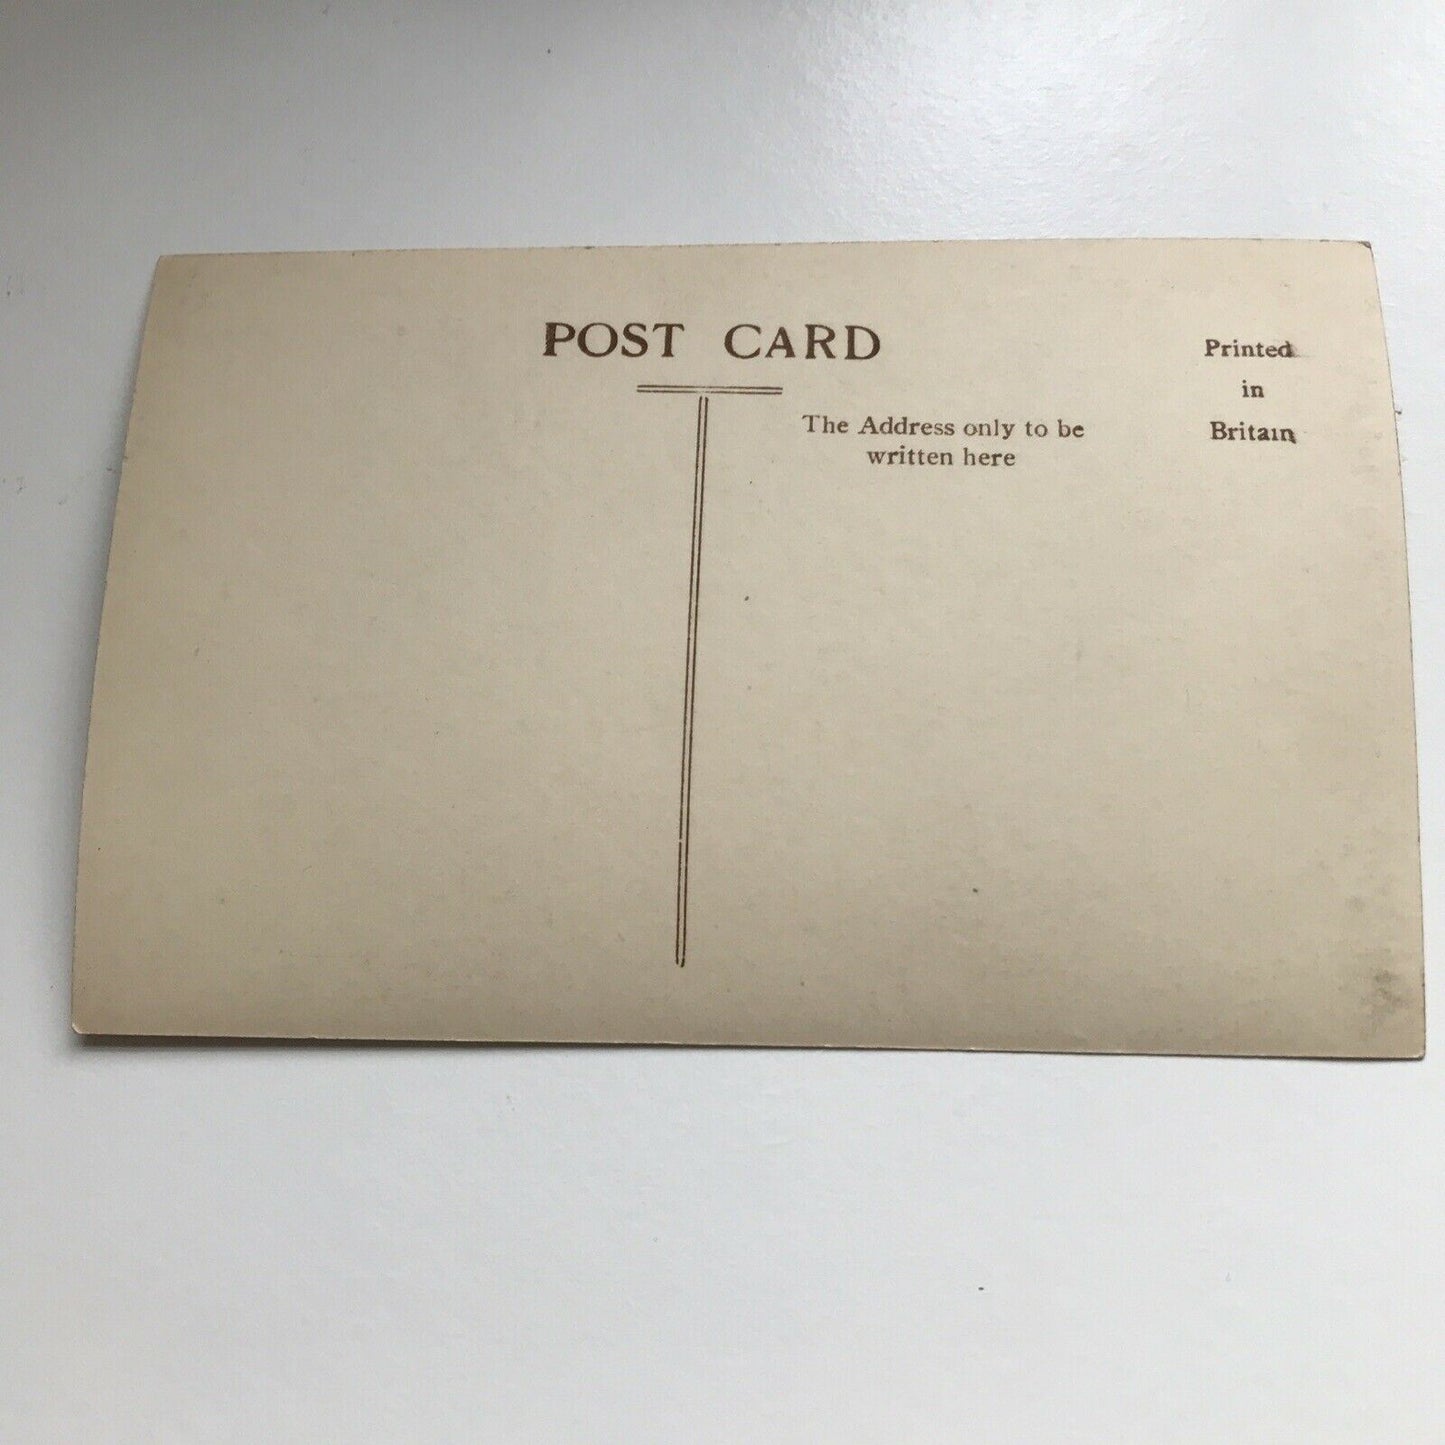 POST CARD
Printed
in
Britain
The Address only to be
written here